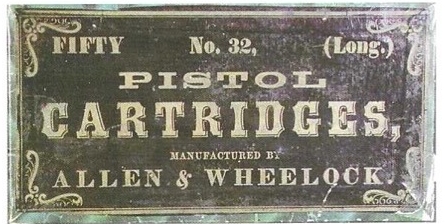 FIFTY No. 32, (Long.)
PISTOL
CARTRIDGES,
MANUFACTURED BY
ALLEN & WHEELOCK.